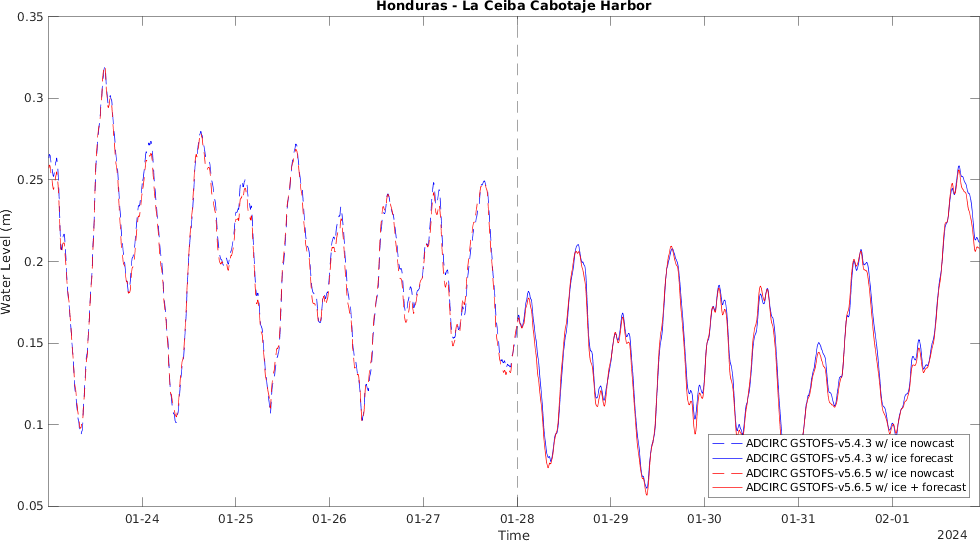 Honduras - La Ceiba Cabotaje Harbor
0.35
0.3
0.25
0.2
0.15
0.1
0.05
Water Level (m)
01-24
01-25
01-26
01-27
01-28
01-29
01-30
01-31
02-01
Time
2024
ADCIRC GSTOFS-v5.4.3 w/ ice nowcast
ADCIRC GSTOFS-v5.4.3 w/ ice forecast
ADCIRC GSTOFS-v5.6.5 w/ ice nowcast
ADCIRC GSTOFS-v5.6.5 w/ ice + forecast